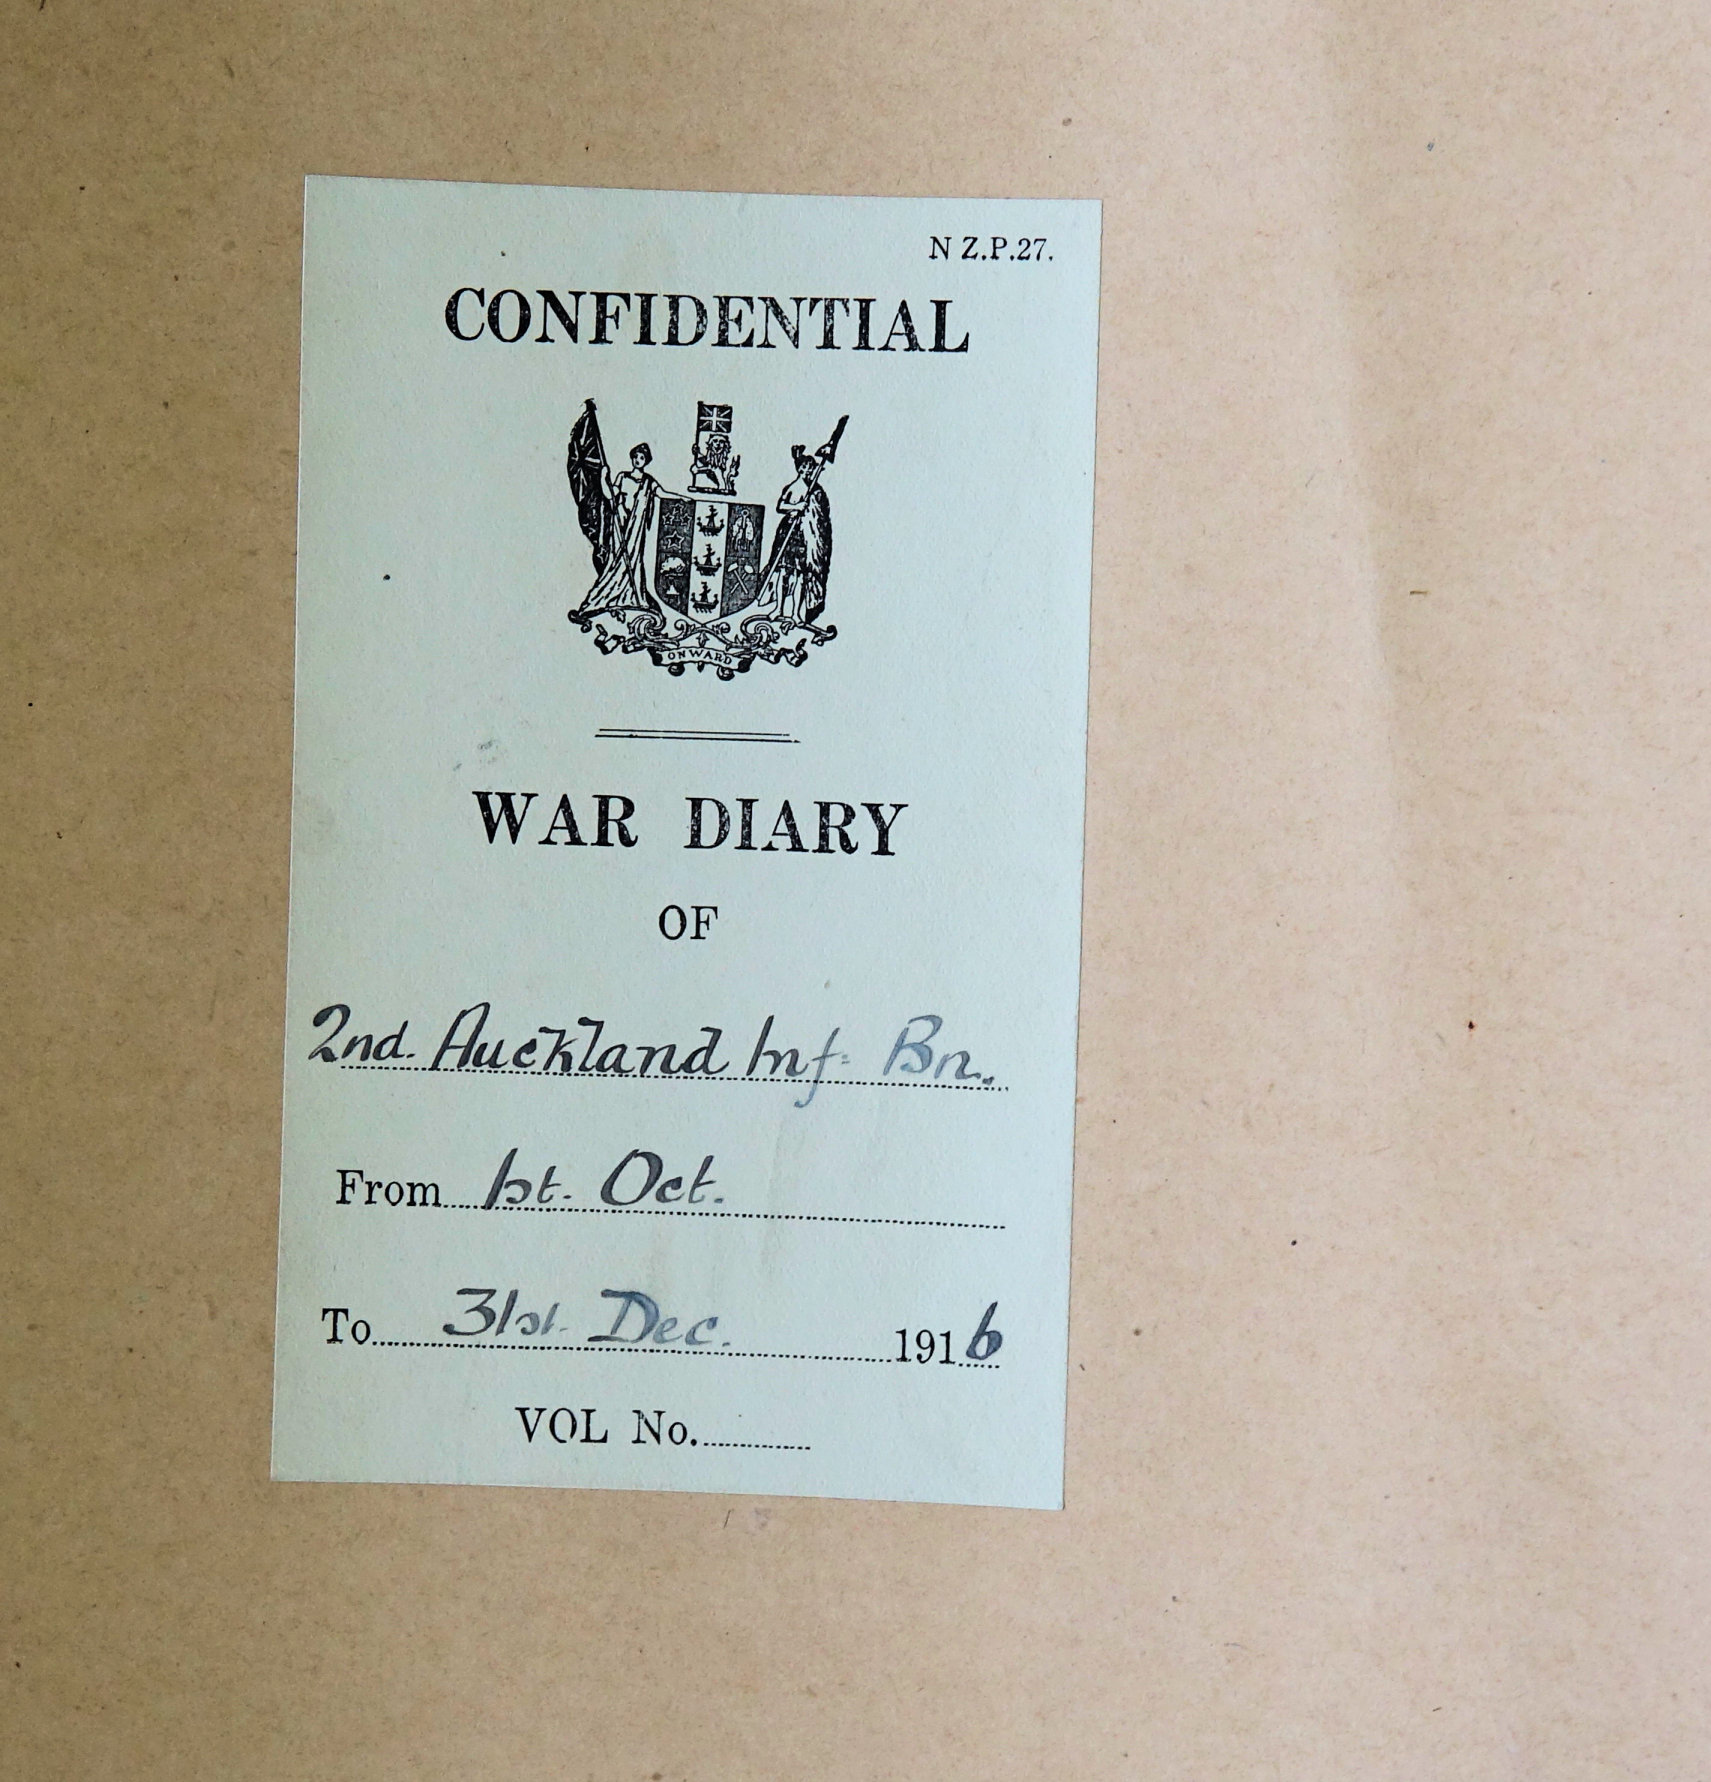 N Z.P.27.
CONFIDENTIAL
ONWARD
WAR DIARY
OF
2nd. Auckland Inf= Bn.
From 1st. Oct.
To 31st. Dec. 1916
VOL No.